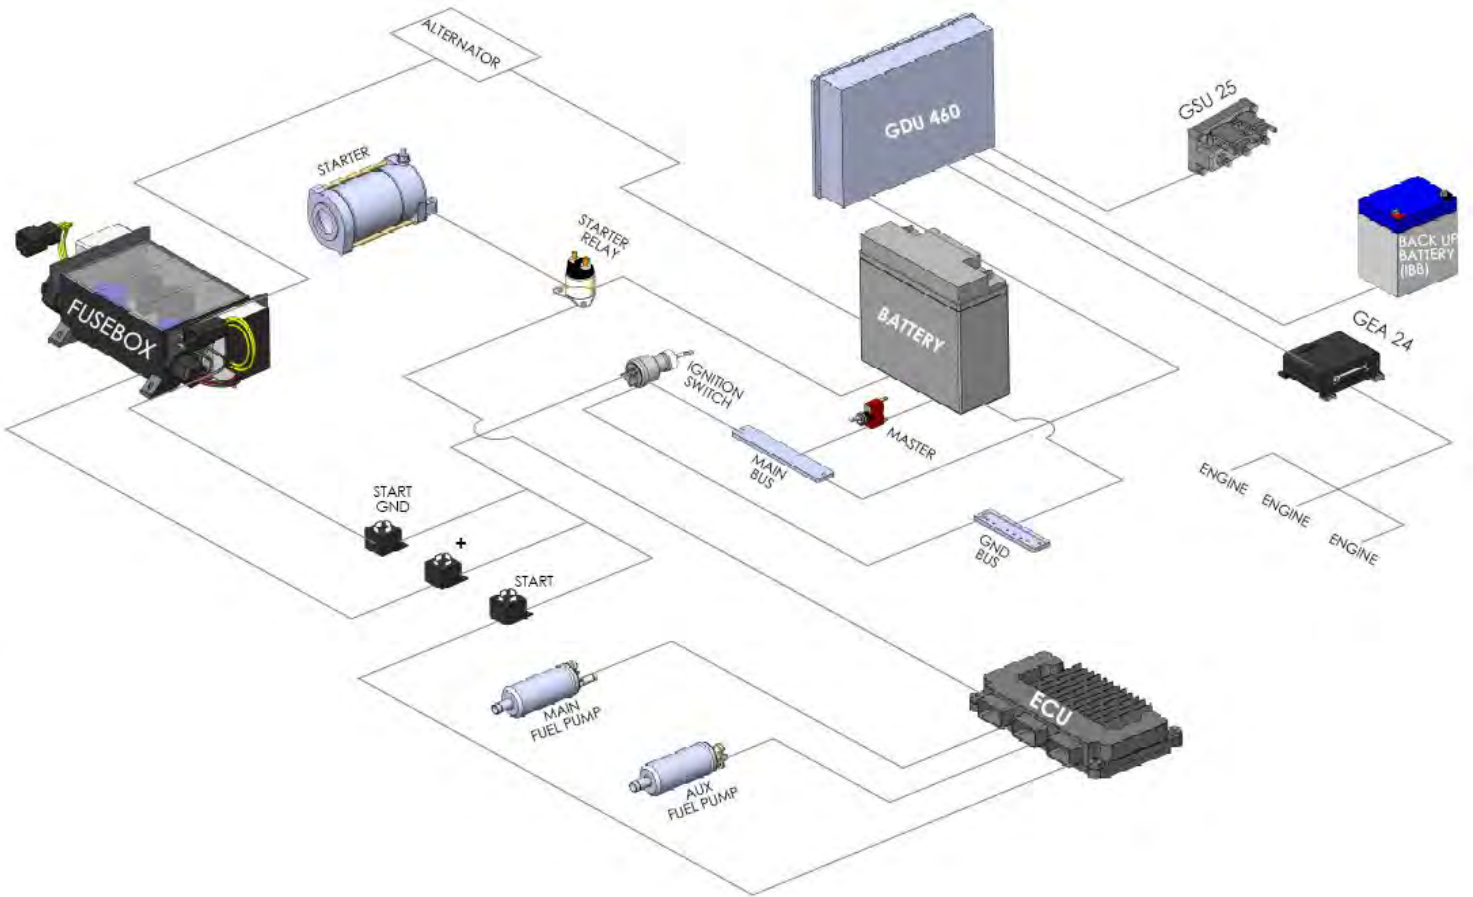 ALTERNATOR
GDU 460
GSU 25
STARTER
STARTER
RELAY
BACK UP
BATTERY
(IBB)
FUSEBOX
BATTERY
GEA 24
IGNITION
SWITCH
MASTER
MAIN
BUS
ENGINE
ENGINE
ENGINE
START
GND
+
GND
BUS
START
ECU
MAIN
FUEL PUMP
AUX
FUEL PUMP